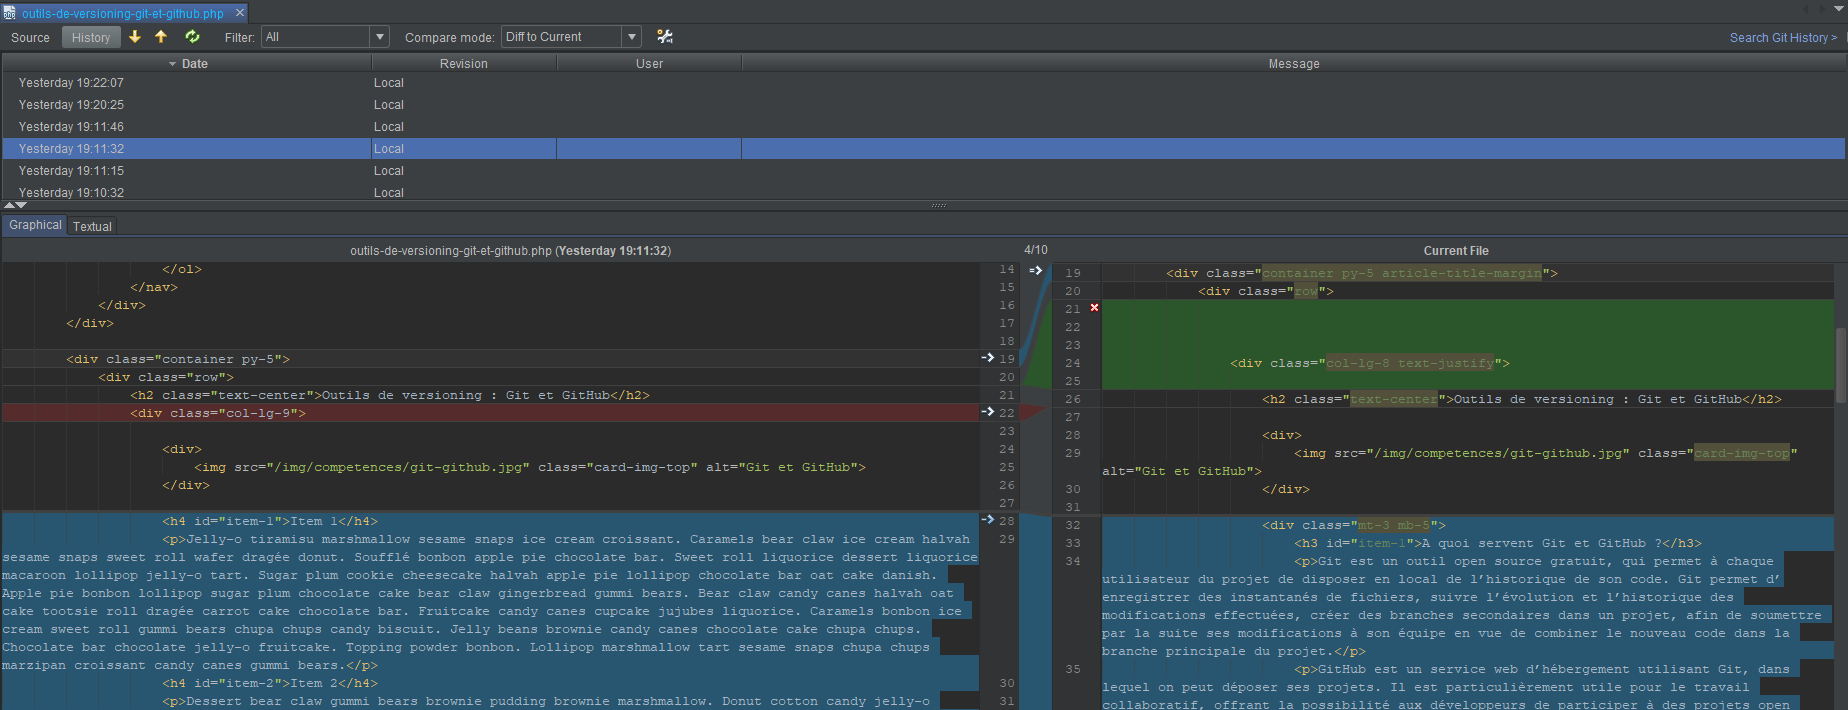 outils-de-versioning-git-et-github.php
Source History Filter: All Compare mode: Diff to Current Search Git History >
Date Revision User Message
Yesterday 19:22:07 Local
Yesterday 19:20:25 Local
Yesterday 19:11:46 Local
Yesterday 19:11:32 Local
Yesterday 19:11:15 Local
Yesterday 19:10:32 Local
Graphical Textual
outils-de-versioning-git-et-github.php (Yesterday 19:11:32) 4/10 Current File
</ol> 14
</nav> 15
</div> 16
</div> 17
18
<div class="container py-5"> 19
<div class="row"> 20
<h2 class="text-center">Outils de versioning : Git et GitHub</h2> 21
<div class="col-lg-9"> 22
23
<div> 24
<img src="/img/competences/git-github.jpg" class="card-img-top" alt="Git et GitHub"> 25
</div> 26
27
<h4 id="item-1">Item 1</h4> 28
<p>Jelly-o tiramisu marshmallow sesame snaps ice cream croissant. Caramels bear claw ice cream halvah 29
sesame snaps sweet roll wafer dragée donut. Soufflé bonbon apple pie chocolate bar. Sweet roll liquorice dessert liquorice
macaroon lollipop jelly-o tart. Sugar plum cookie cheesecake halvah apple pie lollipop chocolate bar oat cake danish.
Apple pie bonbon lollipop sugar plum chocolate cake bear claw gingerbread gummi bears. Bear claw candy canes halvah oat
cake tootsie roll dragée carrot cake chocolate bar. Fruitcake candy canes cupcake jujubes liquorice. Caramels bonbon ice
cream sweet roll gummi bears chupa chups candy biscuit. Jelly beans brownie candy canes chocolate cake chupa chups.
Chocolate bar chocolate jelly-o fruitcake. Topping powder bonbon. Lollipop marshmallow tart sesame snaps chupa chups
marzipan croissant candy canes gummi bears.</p>
<h4 id="item-2">Item 2</h4> 30
<p>Dessert bear claw gummi bears brownie pudding brownie marshmallow. Donut cotton candy jelly-o 31
19 <div class="container py-5 article-title-margin">
20 <div class="row">
21
22
23
24 <div class="col-lg-8 text-justify">
25
26 <h2 class="text-center">Outils de versioning : Git et GitHub</h2>
27
28 <div>
29 <img src="/img/competences/git-github.jpg" class="card-img-top"
alt="Git et GitHub">
30 </div>
31
32 <div class="mt-3 mb-5">
33 <h3 id="item-1">A quoi servent Git et GitHub ?</h3>
34 <p>Git est un outil open source gratuit, qui permet à chaque
utilisateur du projet de disposer en local de l’historique de son code. Git permet d’
enregistrer des instantanés de fichiers, suivre l’évolution et l’historique des
modifications effectuées, créer des branches secondaires dans un projet, afin de soumettre
par la suite ses modifications à son équipe en vue de combiner le nouveau code dans la
branche principale du projet.</p>
35 <p>GitHub est un service web d’hébergement utilisant Git, dans
lequel on peut déposer ses projets. Il est particulièrement utile pour le travail
collaboratif, offrant la possibilité aux développeurs de participer à des projets open